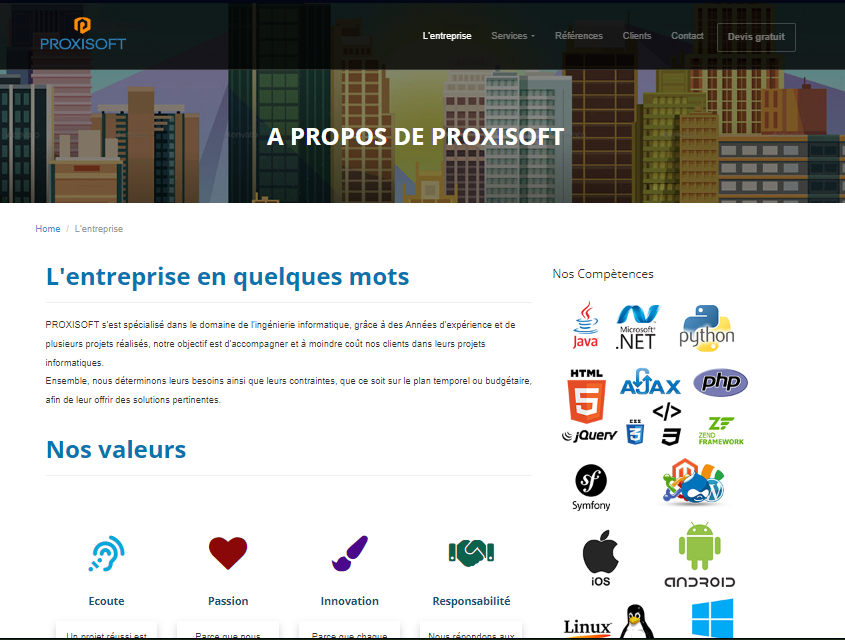 PROXISOFT
L'entreprise
Services
Références
Clients
Contact
Devis gratuit
A PROPOS DE PROXISOFT
Home / L'entreprise
L'entreprise en quelques mots
PROXISOFT s'est spécialisé dans le domaine de l'ingénierie informatique, grâce à des Années d'expérience et de
plusieurs projets réalisés, notre objectif est d'accompagner et à moindre coût nos clients dans leurs projets
informatiques.
Ensemble, nous déterminons leurs besoins ainsi que leurs contraintes, que ce soit sur le plan temporel ou budgétaire,
afin de leur offrir des solutions pertinentes.
Nos valeurs
Ecoute
Passion
Innovation
Responsabilité
Un projet réussi est
Parce que nous
Parce que chaque
Nous répondons aux
Nos Compètences
Java
Microsoft
.NET
python
HTML
5
AJAX
php
jQuery
CSS
3
</>
3
ZF
ZEND
FRAMEWORK
sf
Symfony
iOS
ANDROID
Linux